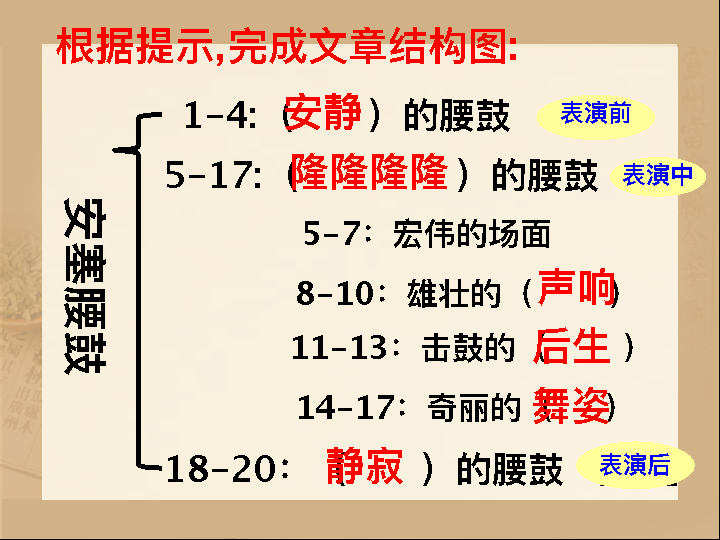 根据提示,完成文章结构图:
安塞腰鼓
1-4:（安静）的腰鼓 表演前
5-17:（隆隆隆隆）的腰鼓 表演中
5-7：宏伟的场面
8-10：雄壮的（声响）
11-13：击鼓的（后生）
14-17：奇丽的（舞姿）
18-20：（静寂）的腰鼓 表演后